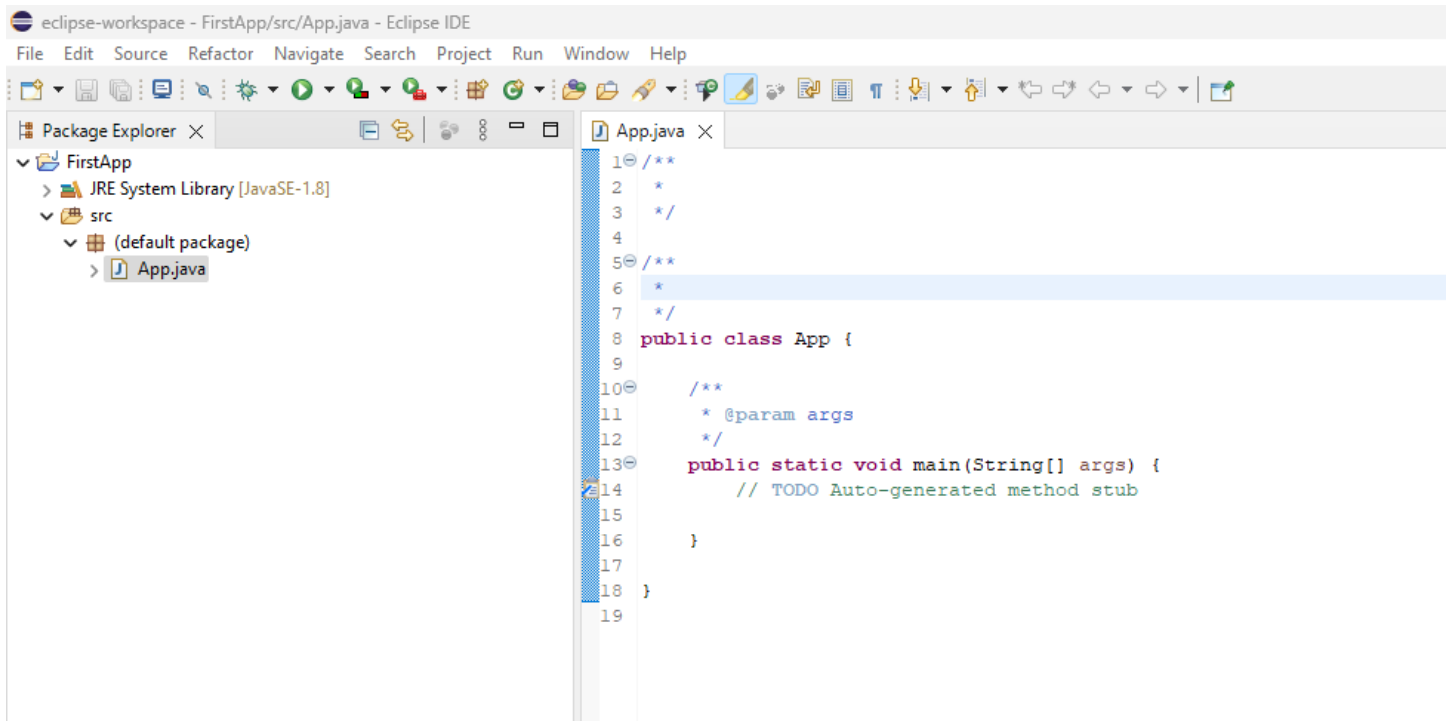 eclipse-workspace - FirstApp/src/App.java - Eclipse IDE
File Edit Source Refactor Navigate Search Project Run Window Help
Package Explorer
FirstApp
JRE System Library [JavaSE-1.8]
src
(default package)
App.java
App.java
1 /**
2  *
3  */
4
5 /**
6  *
7  */
8 public class App {
9
10     /**
11      * @param args
12      */
13     public static void main(String[] args) {
14         // TODO Auto-generated method stub
15
16     }
17
18 }
19